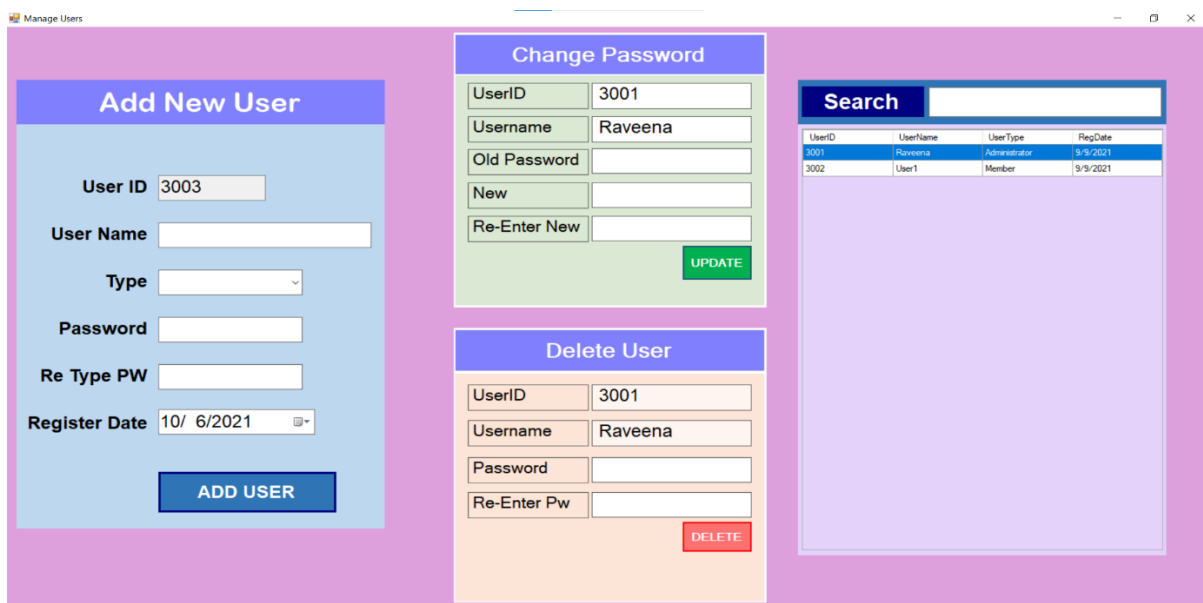 Manage Users
Add New User
User ID 3003
User Name
Type
Password
Re Type PW
Register Date 10/ 6/2021
ADD USER
Change Password
UserID 3001
Username Raveena
Old Password
New
Re-Enter New
UPDATE
Delete User
UserID 3001
Username Raveena
Password
Re-Enter Pw
DELETE
Search
UserID UserName UserType RegDate
3001 Raveena Administrator 9/9/2021
3002 User1 Member 9/9/2021